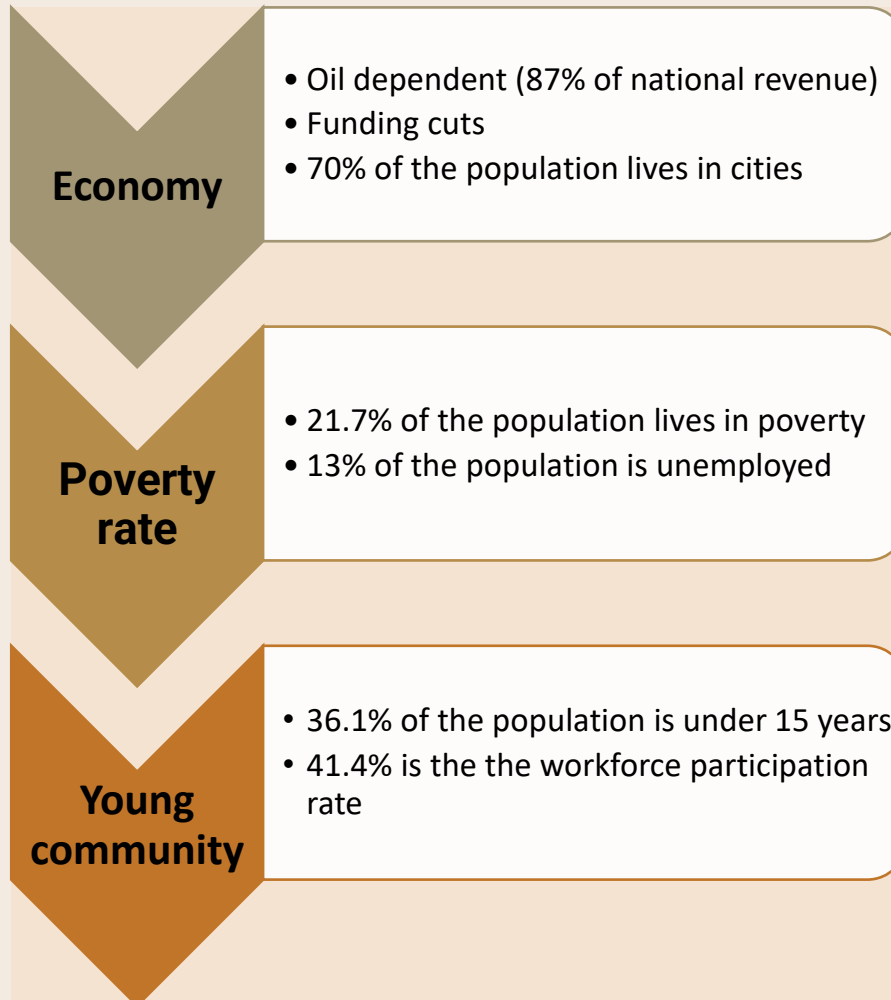 Economy
• Oil dependent (87% of national revenue)
• Funding cuts
• 70% of the population lives in cities
Poverty
rate
• 21.7% of the population lives in poverty
• 13% of the population is unemployed
Young
community
• 36.1% of the population is under 15 years
• 41.4% is the the workforce participation
rate